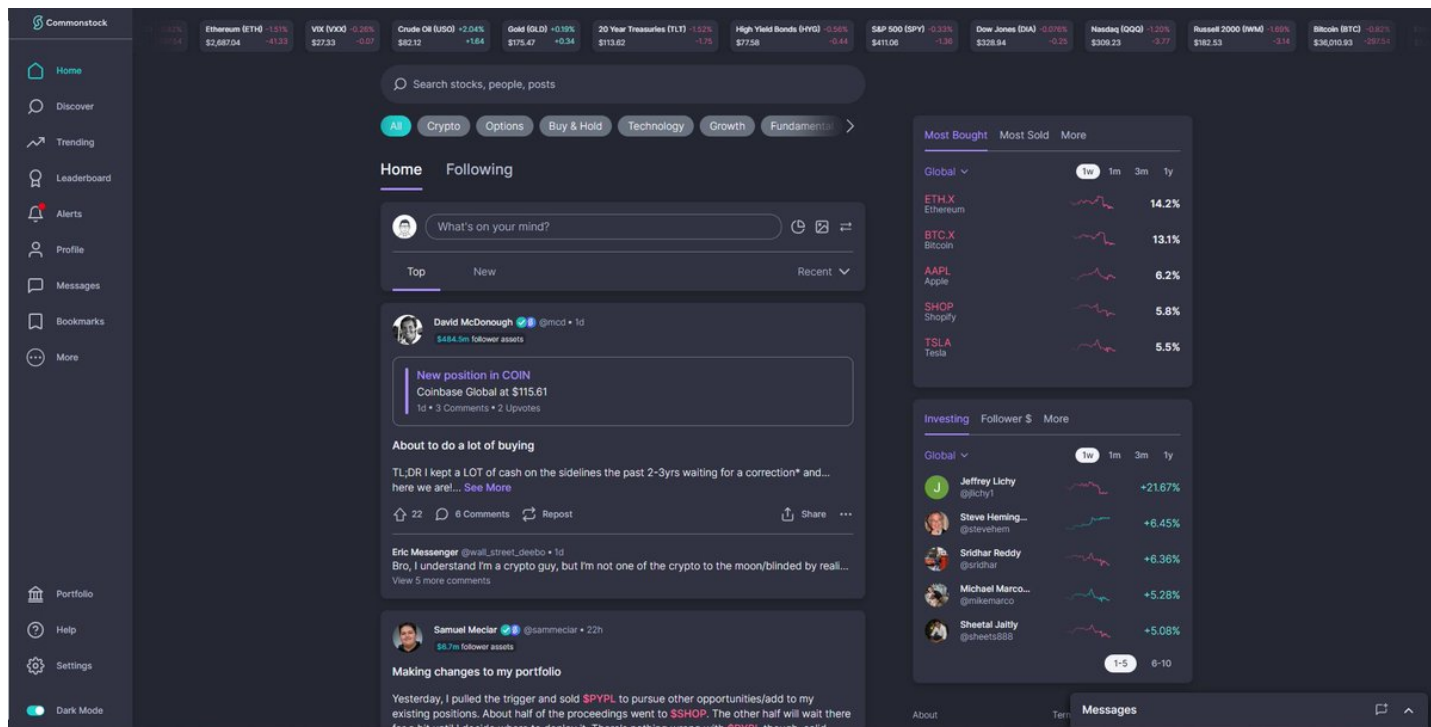 Commonstock
Ethereum (ETH) -1.51%
$2,687.04 -41.33
VIX (VXX) -0.26%
$27.33 -0.07
Crude Oil (USO) +2.04%
$82.12 +1.64
Gold (GLD) +0.19%
$175.47 +0.34
20 Year Treasuries (TLT) -1.52%
$113.62 -1.75
High Yield Bonds (HYG) -0.56%
$77.58 -0.44
S&P 500 (SPY) -0.33%
$411.06 -1.36
Dow Jones (DIA) -0.076%
$328.94 -0.25
Nasdaq (QQQ) -1.20%
$309.23 -3.77
Russell 2000 (IWM) -1.69%
$182.53 -3.14
Bitcoin (BTC) -0.82%
$36,010.93 -297.54
Home
Discover
Trending
Leaderboard
Alerts
Profile
Messages
Bookmarks
More
Portfolio
Help
Settings
Dark Mode
Search stocks, people, posts
All Crypto Options Buy & Hold Technology Growth Fundamental
Home Following
What's on your mind?
Top New Recent
David McDonough @mcd • 1d
$484.5m follower assets
New position in COIN
Coinbase Global at $115.61
1d • 3 Comments • 2 Upvotes
About to do a lot of buying
TL;DR I kept a LOT of cash on the sidelines the past 2-3yrs waiting for a correction* and...
here we are!... See More
22 6 Comments Repost Share
Eric Messenger @wall_street_deebo • 1d
Bro, I understand I'm a crypto guy, but I'm not one of the crypto to the moon/blinded by reali...
View 5 more comments
Samuel Meciar @sammeciar • 22h
$6.7m follower assets
Making changes to my portfolio
Yesterday, I pulled the trigger and sold $PYPL to pursue other opportunities/add to my
existing positions. About half of the proceedings went to $SHOP. The other half will wait there
Most Bought Most Sold More
Global 1w 1m 3m 1y
ETH.X 14.2%
Ethereum
BTC.X 13.1%
Bitcoin
AAPL 6.2%
Apple
SHOP 5.8%
Shopify
TSLA 5.5%
Tesla
Investing Follower $ More
Global 1w 1m 3m 1y
Jeffrey Lichy +21.67%
J @jlichy1
Steve Heming... +6.45%
@stevehem
Sridhar Reddy +6.36%
@sridhar
Michael Marco... +5.28%
@mikemarco
Sheetal Jaitly +5.08%
@sheets888
1-5 6-10
About Term
Messages